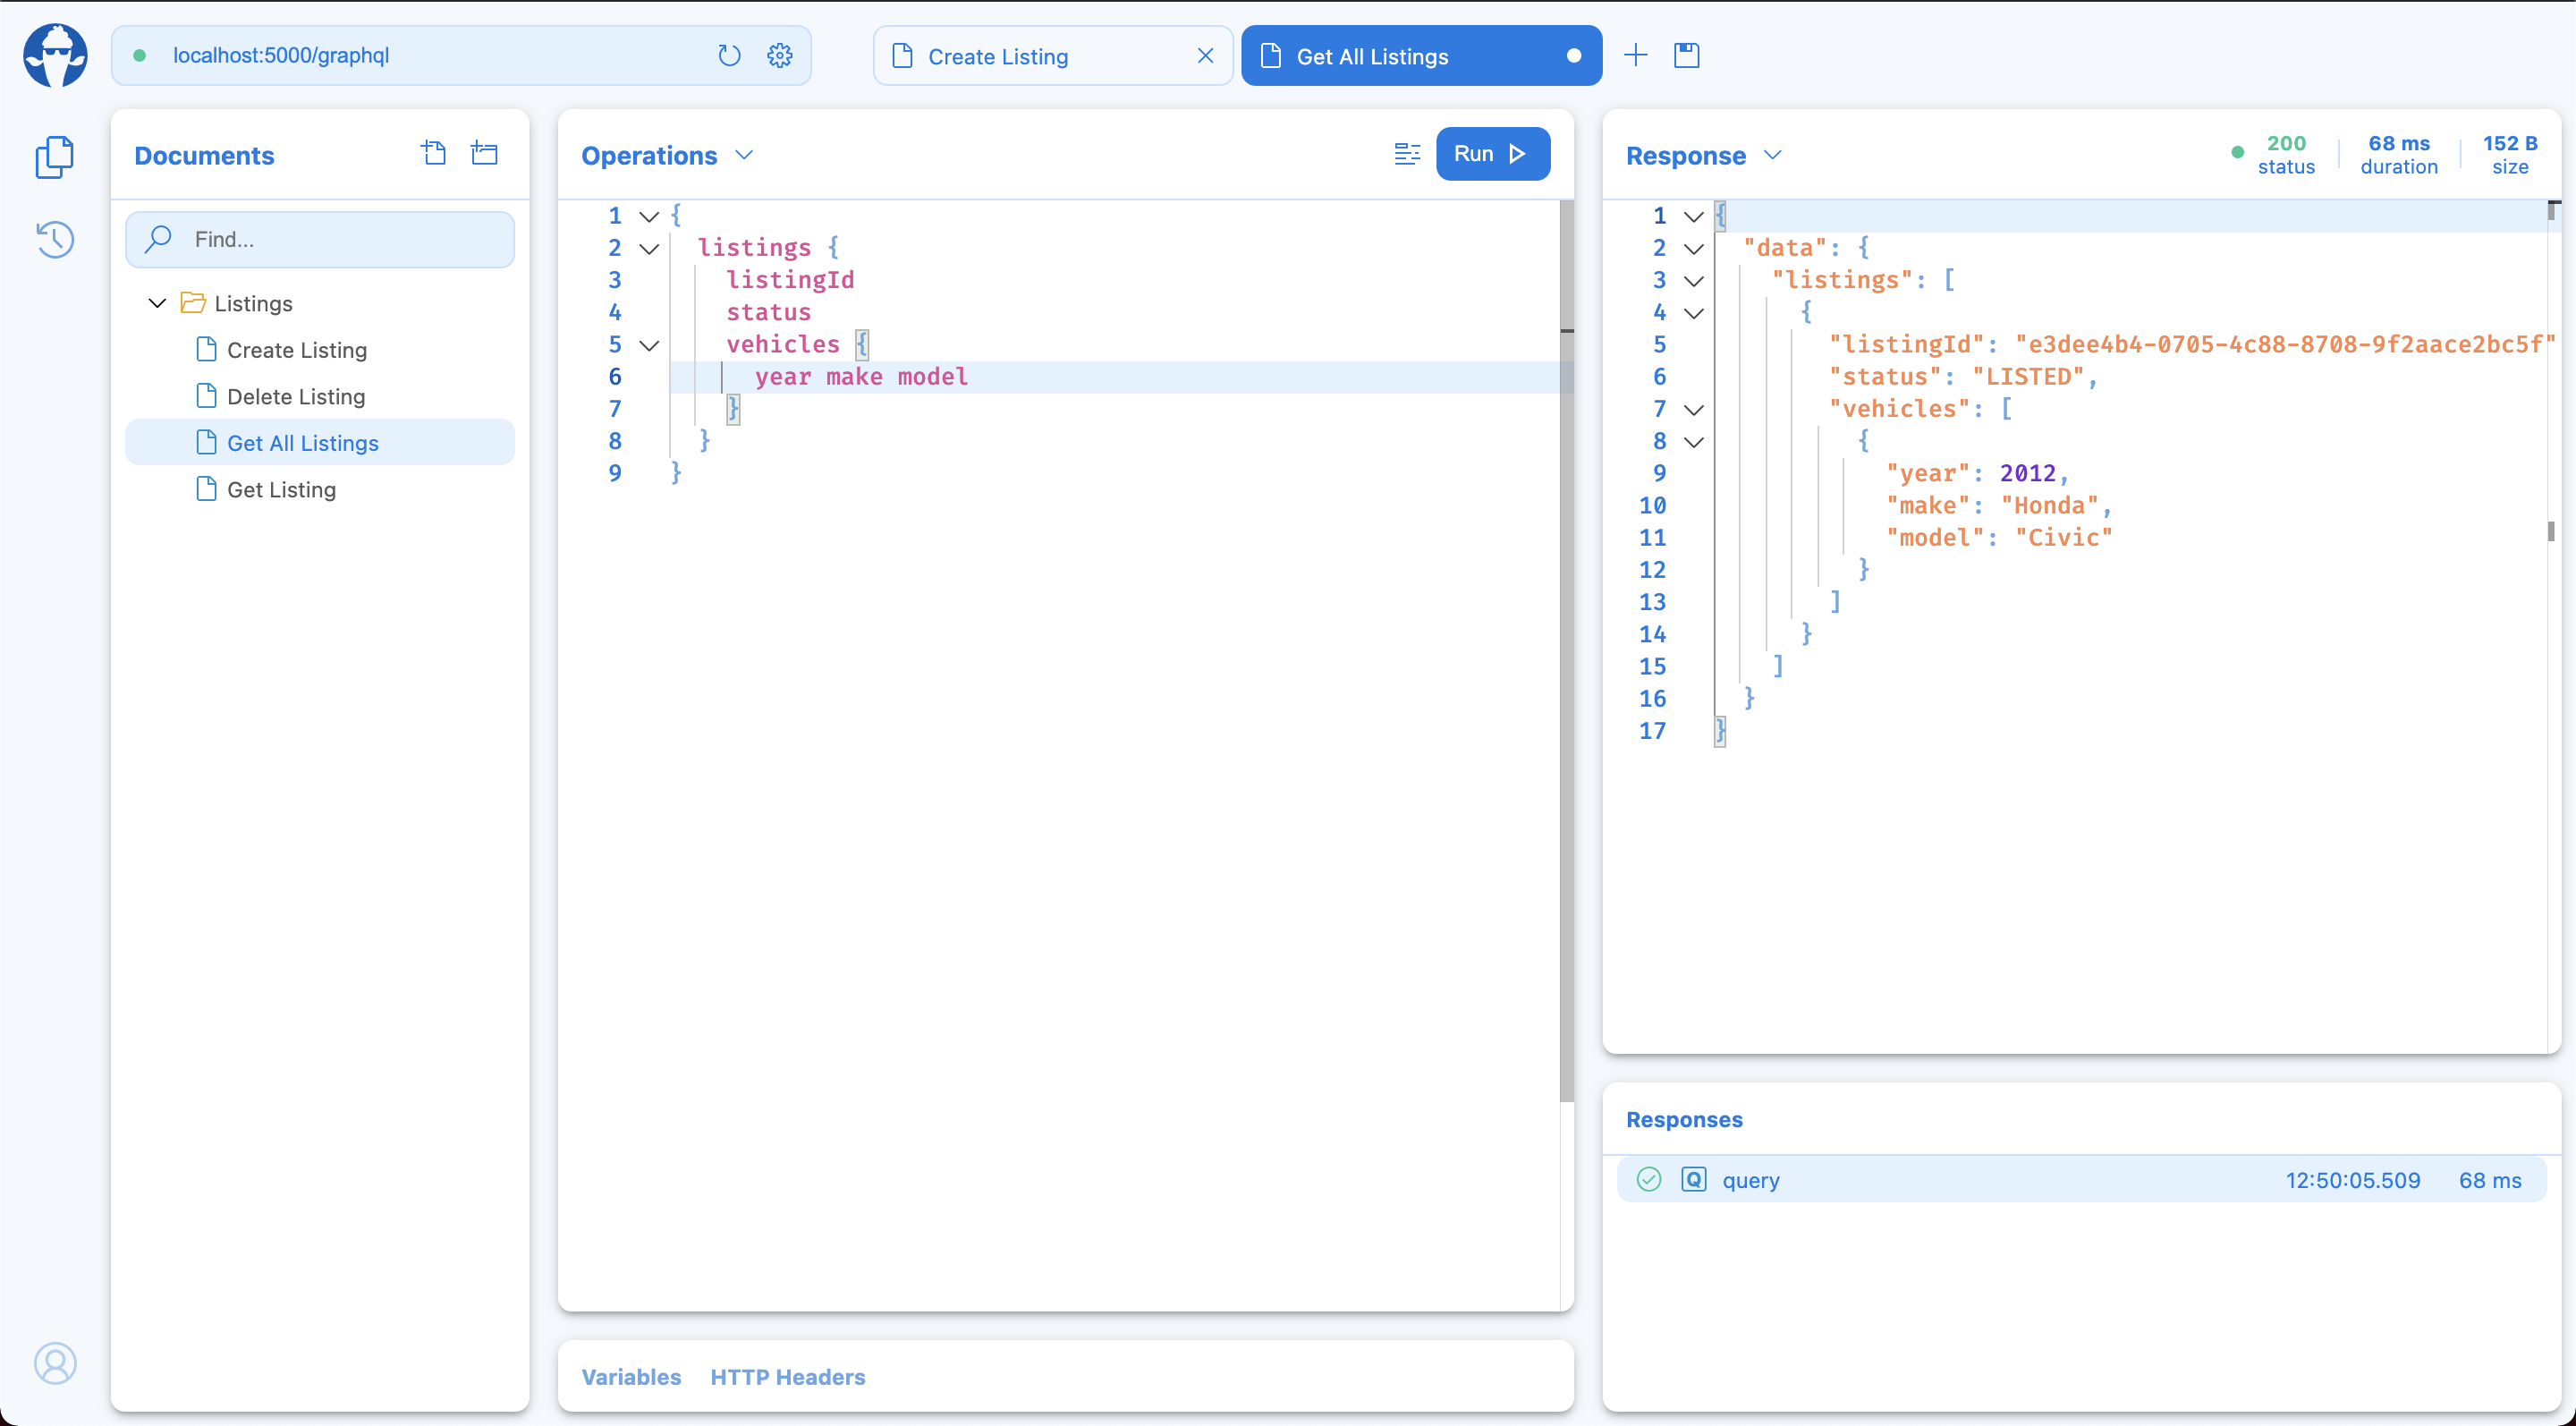 localhost:5000/graphql
Create Listing
Get All Listings
Documents
Find...
Listings
Create Listing
Delete Listing
Get All Listings
Get Listing
Operations
Run
1 {
2 listings {
3 listingId
4 status
5 vehicles {
6 year make model
7 }
8 }
9 }
Variables HTTP Headers
Response
200 status
68 ms duration
152 B size
1 {
2 "data": {
3 "listings": [
4 {
5 "listingId": "e3dee4b4-0705-4c88-8708-9f2aace2bc5f"
6 "status": "LISTED",
7 "vehicles": [
8 {
9 "year": 2012,
10 "make": "Honda",
11 "model": "Civic"
12 }
13 ]
14 }
15 ]
16 }
17 }
Responses
Q query 12:50:05.509 68 ms